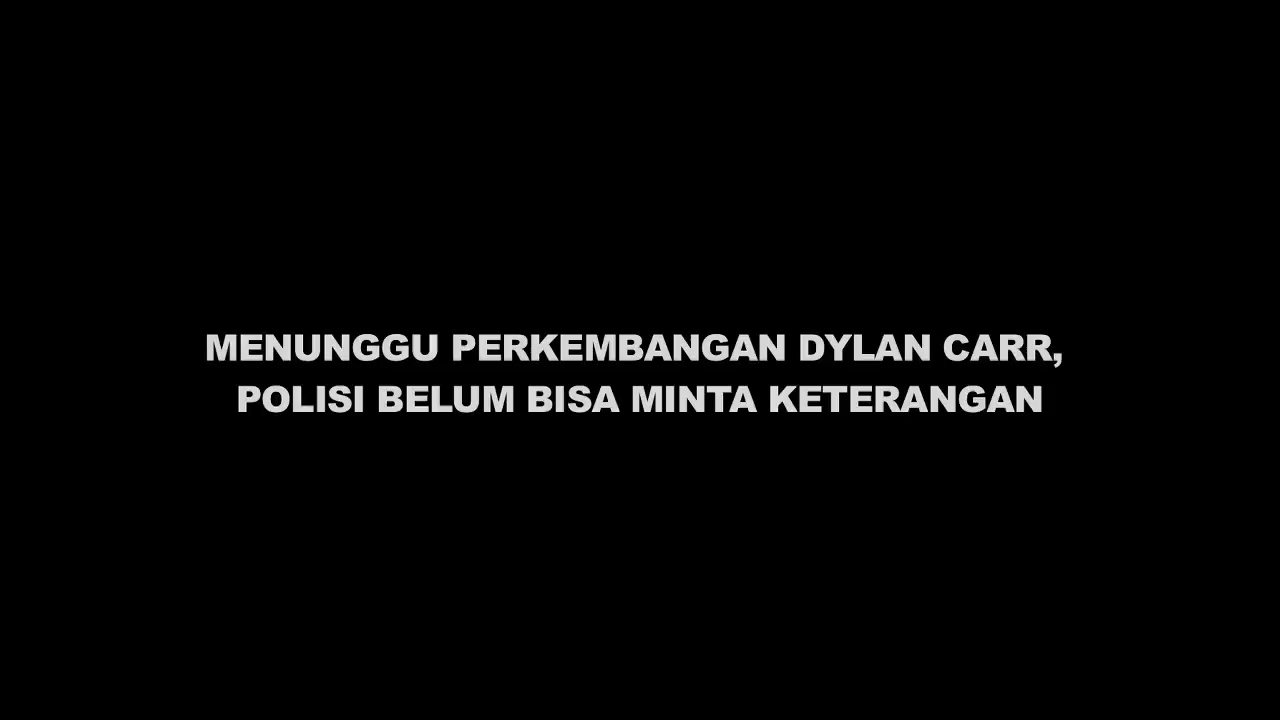 MENUNGGU PERKEMBANGAN DYLAN CARR,
POLISI BELUM BISA MINTA KETERANGAN